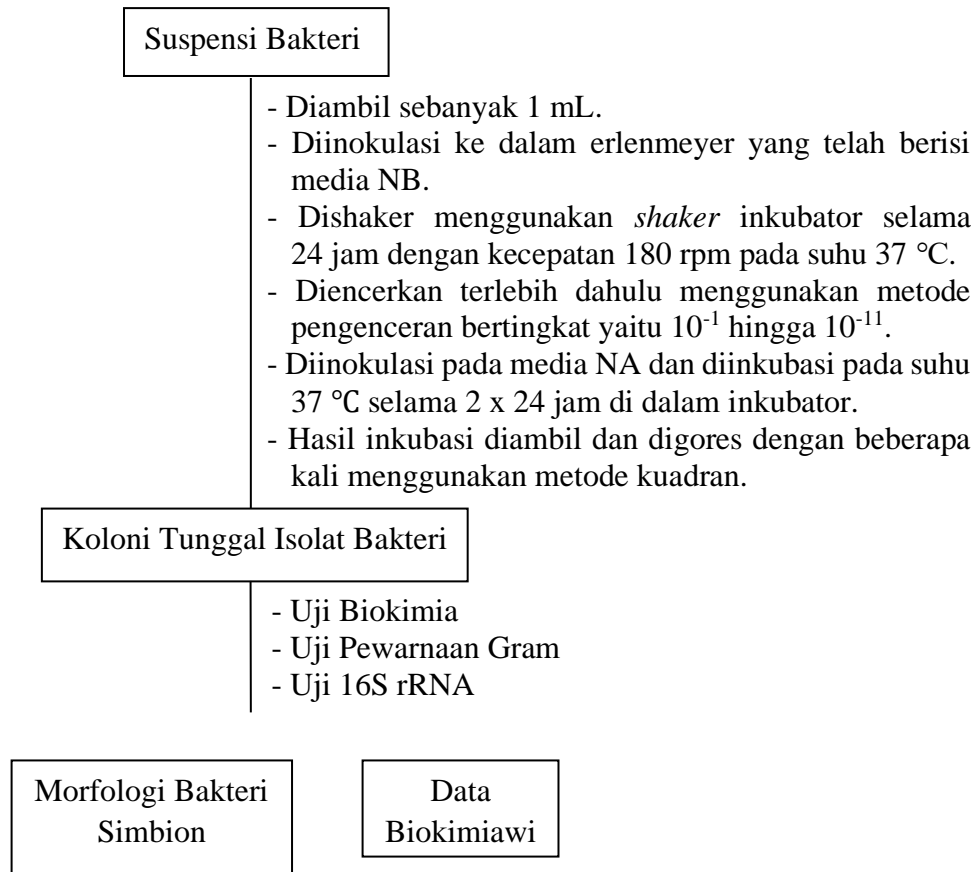 Suspensi Bakteri
- Diambil sebanyak 1 mL.
- Diinokulasi ke dalam erlenmeyer yang telah berisi
media NB.
- Dishaker menggunakan shaker inkubator selama
24 jam dengan kecepatan 180 rpm pada suhu 37 ℃.
- Diencerkan terlebih dahulu menggunakan metode
pengenceran bertingkat yaitu 10⁻¹ hingga 10⁻¹¹.
- Diinokulasi pada media NA dan diinkubasi pada suhu
37 ℃ selama 2 x 24 jam di dalam inkubator.
- Hasil inkubasi diambil dan digores dengan beberapa
kali menggunakan metode kuadran.
Koloni Tunggal Isolat Bakteri
- Uji Biokimia
- Uji Pewarnaan Gram
- Uji 16S rRNA
Morfologi Bakteri
Simbion
Data
Biokimiawi